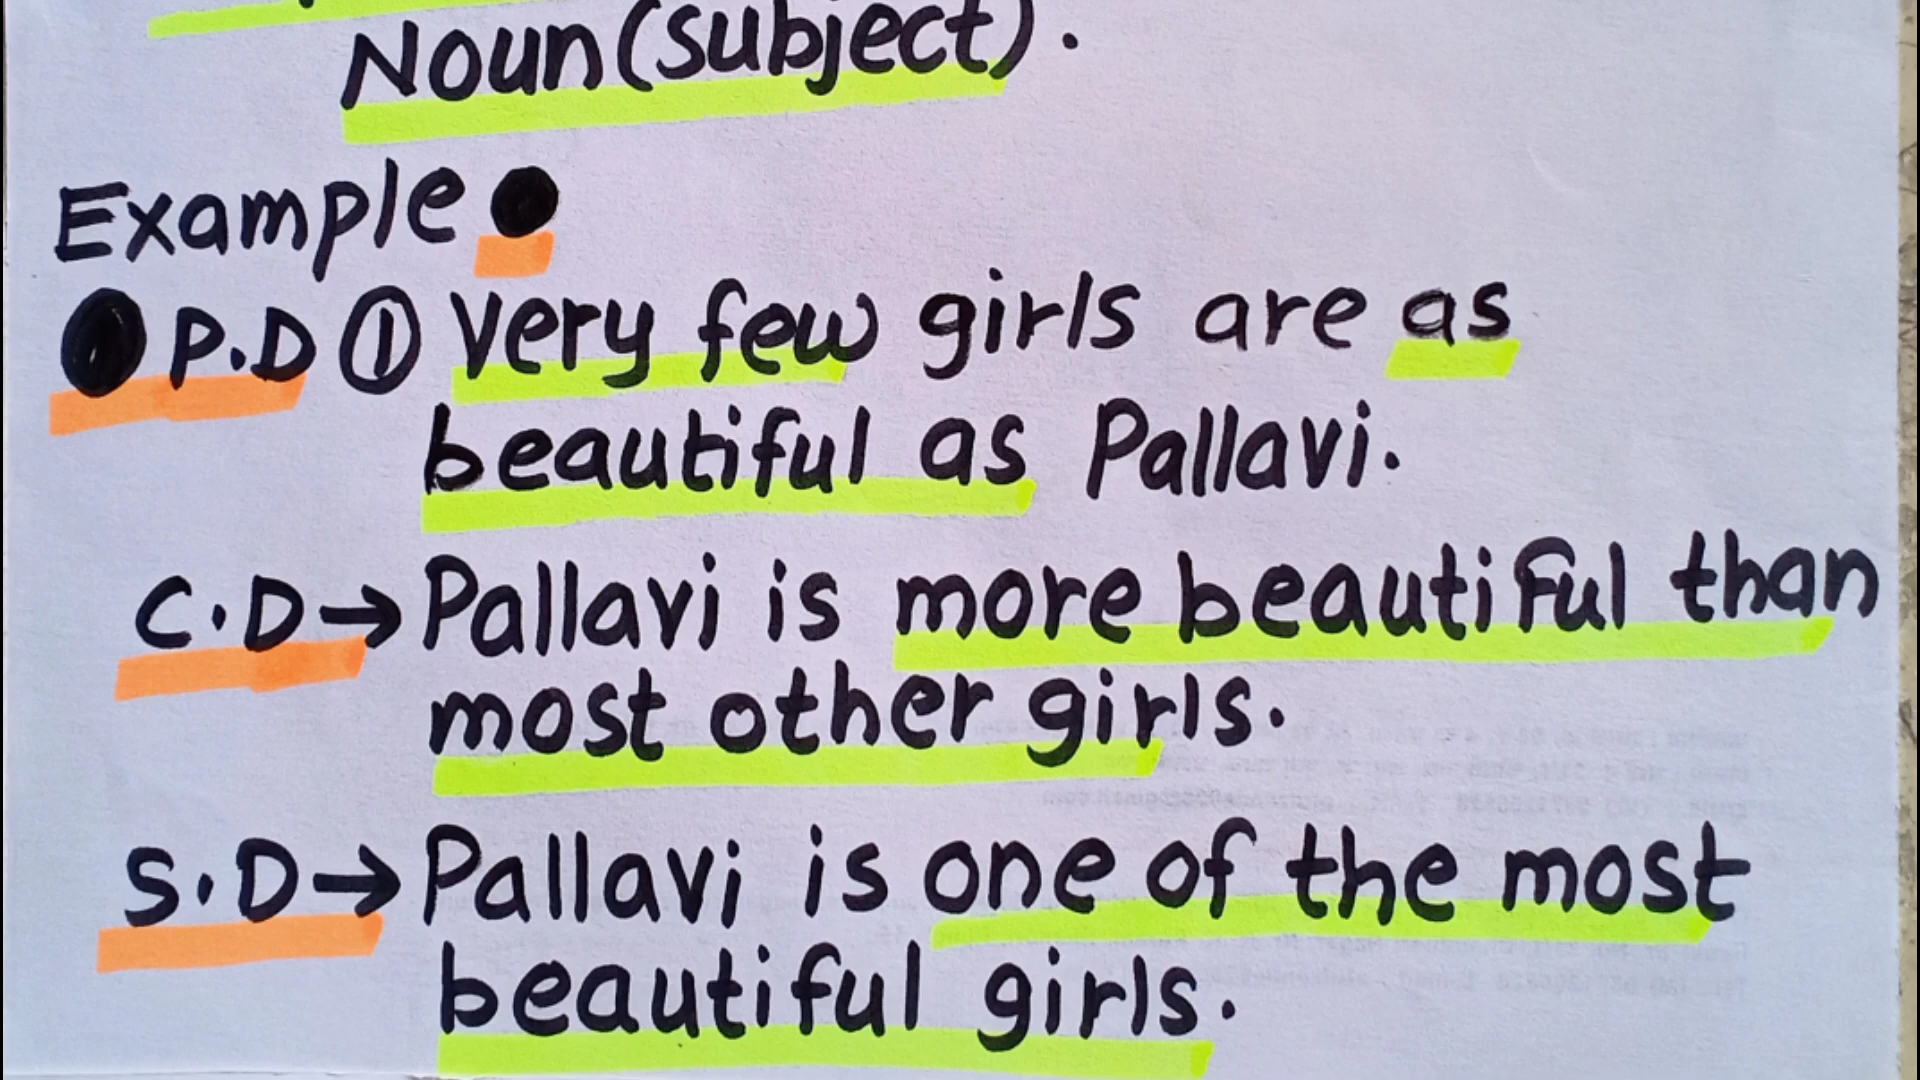 Noun (subject).
Example
P.D ① Very few girls are as
beautiful as Pallavi.
C.D → Pallavi is more beautiful than
most other girls.
S.D → Pallavi is one of the most
beautiful girls.